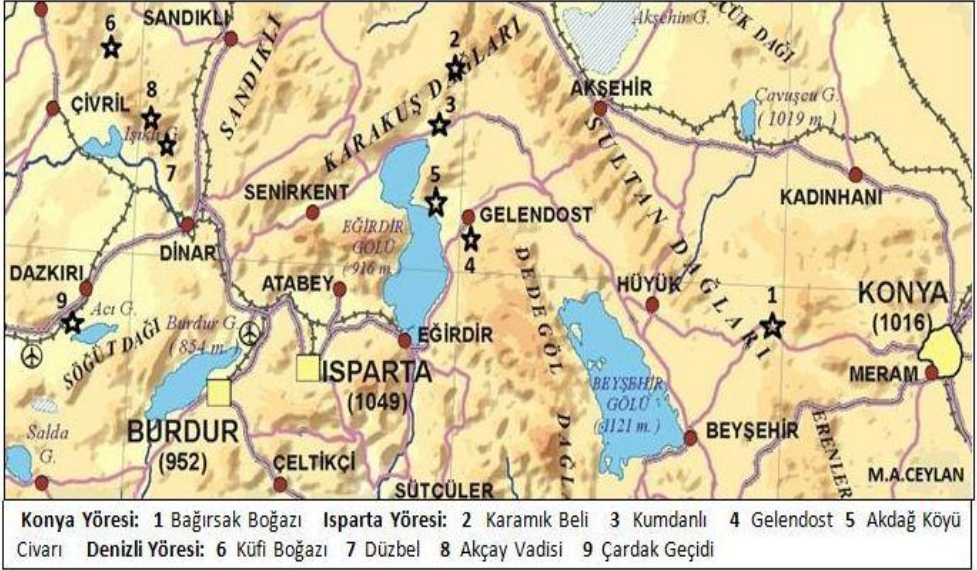 6
SANDIKLI
Akşehir G.
2
ÇİVRİL
8
Işıklı G.
7
SANDIKLI
KARAKUŞ DAĞLARI
3
AKŞEHİR
Çavuşcu G.
(1019 m.)
KADINHANI
SULTAN DAĞLARI
SENİRKENT
5
GELENDOST
4
EĞİRDİR
GÖLÜ
(916 m.)
DİNAR
DAZKIRI
9
Acı G.
SÖĞÜT DAĞI
Burdur G.
(854 m.)
ATABEY
EĞİRDİR
DEDEGÖL DAĞL
HÜYÜK
1
KONYA
(1016)
MERAM
ISPARTA
(1049)
BEYŞEHİR
GÖLÜ
(1121 m.)
BEYŞEHİR
ERENLER
Salda
G.
BURDUR
(952)
ÇELTİKÇİ
SÜTÇÜLER
M.A.CEYLAN
Konya Yöresi: 1 Bağırsak Boğazı Isparta Yöresi: 2 Karamık Beli 3 Kumdanlı 4 Gelendost 5 Akdağ Köyü
Civarı Denizli Yöresi: 6 Küfi Boğazı 7 Düzbel 8 Akçay Vadisi 9 Çardak Geçidi